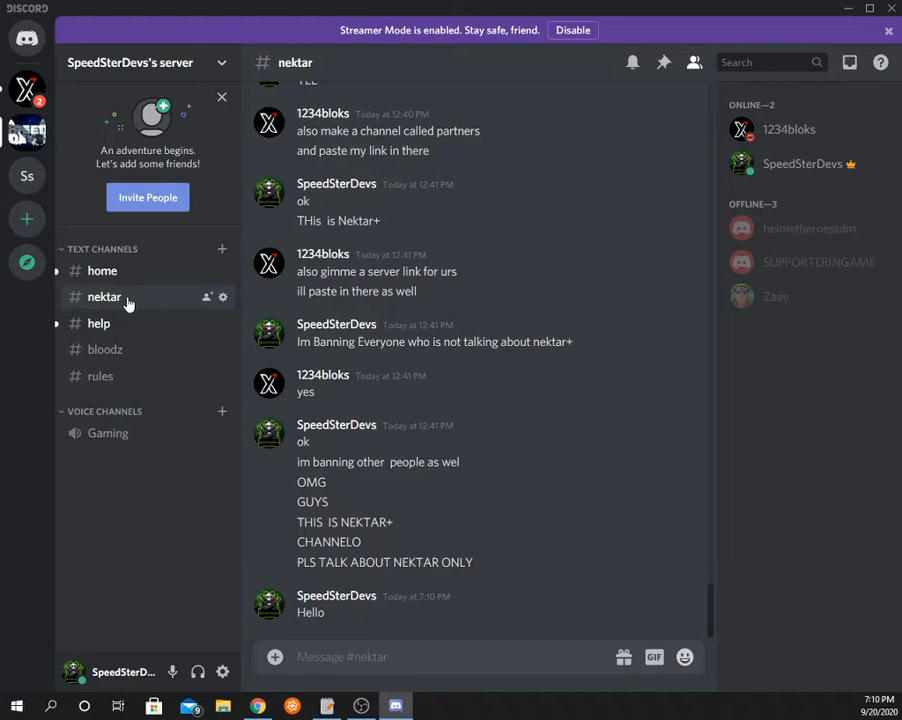 DISCORD
Streamer Mode is enabled. Stay safe, friend.
Disable
SpeedSterDevs's server
nektar
Search
2
Ss
An adventure begins.
Let's add some friends!
Invite People
TEXT CHANNELS
home
nektar
help
bloodz
rules
VOICE CHANNELS
Gaming
1234bloks Today at 12:40 PM
also make a channel called partners
and paste my link in there
SpeedSterDevs Today at 12:41 PM
ok
THis is Nektar+
1234bloks Today at 12:41 PM
also gimme a server link for urs
ill paste in there as well
SpeedSterDevs Today at 12:41 PM
Im Banning Everyone who is not talking about nektar+
1234bloks Today at 12:41 PM
yes
SpeedSterDevs Today at 12:41 PM
ok
im banning other people as wel
OMG
GUYS
THIS IS NEKTAR+
CHANNELO
PLS TALK ABOUT NEKTAR ONLY
SpeedSterDevs Today at 7:10 PM
Hello
Message #nektar
GIF
ONLINE—2
1234bloks
SpeedSterDevs
OFFLINE—3
helmetheroestdm
SUPPORTERINGAME
Zaay
SpeedSterD...
9
7:10 PM
9/20/2020